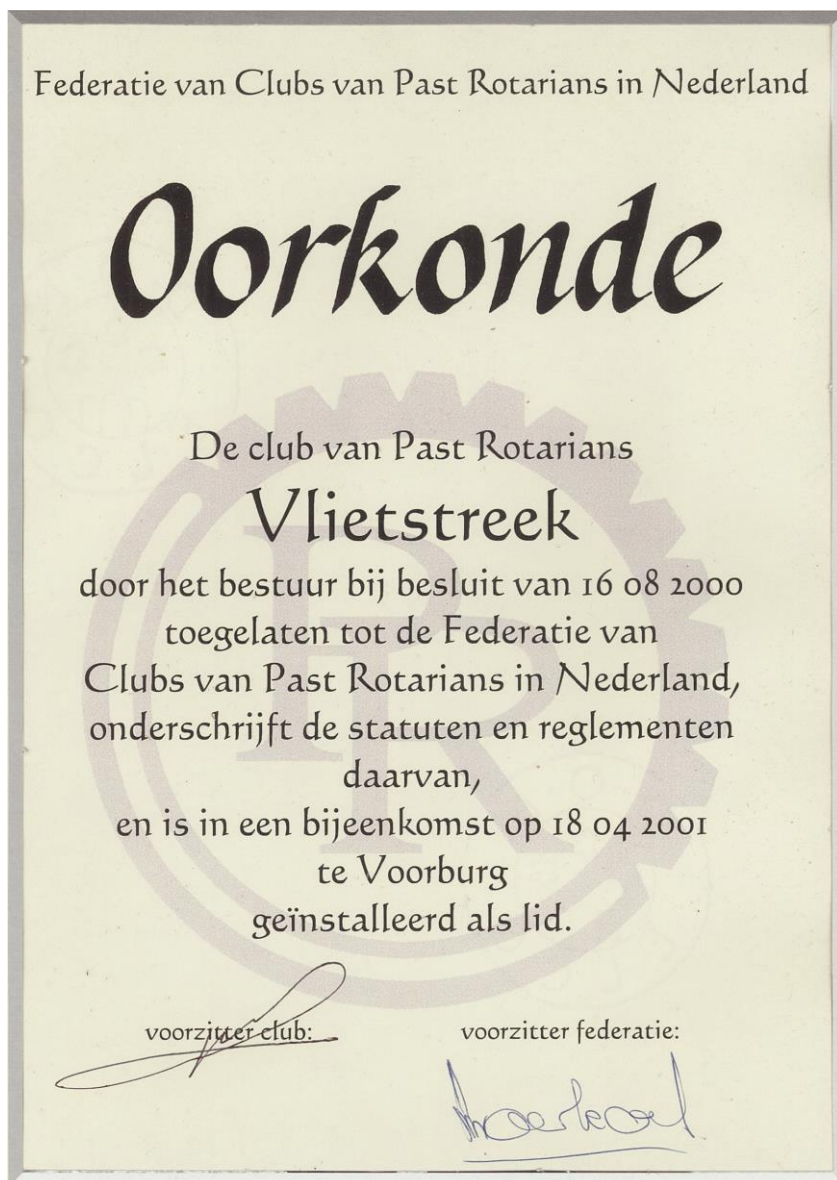 Federatie van Clubs van Past Rotarians in Nederland
Oorkonde
De club van Past Rotarians
Vlietstreek
door het bestuur bij besluit van 16 08 2000
toegelaten tot de Federatie van
Clubs van Past Rotarians in Nederland,
onderschrijft de statuten en reglementen
daarvan,
en is in een bijeenkomst op 18 04 2001
te Voorburg
geïnstalleerd als lid.
voorzitter club:
voorzitter federatie:
PR